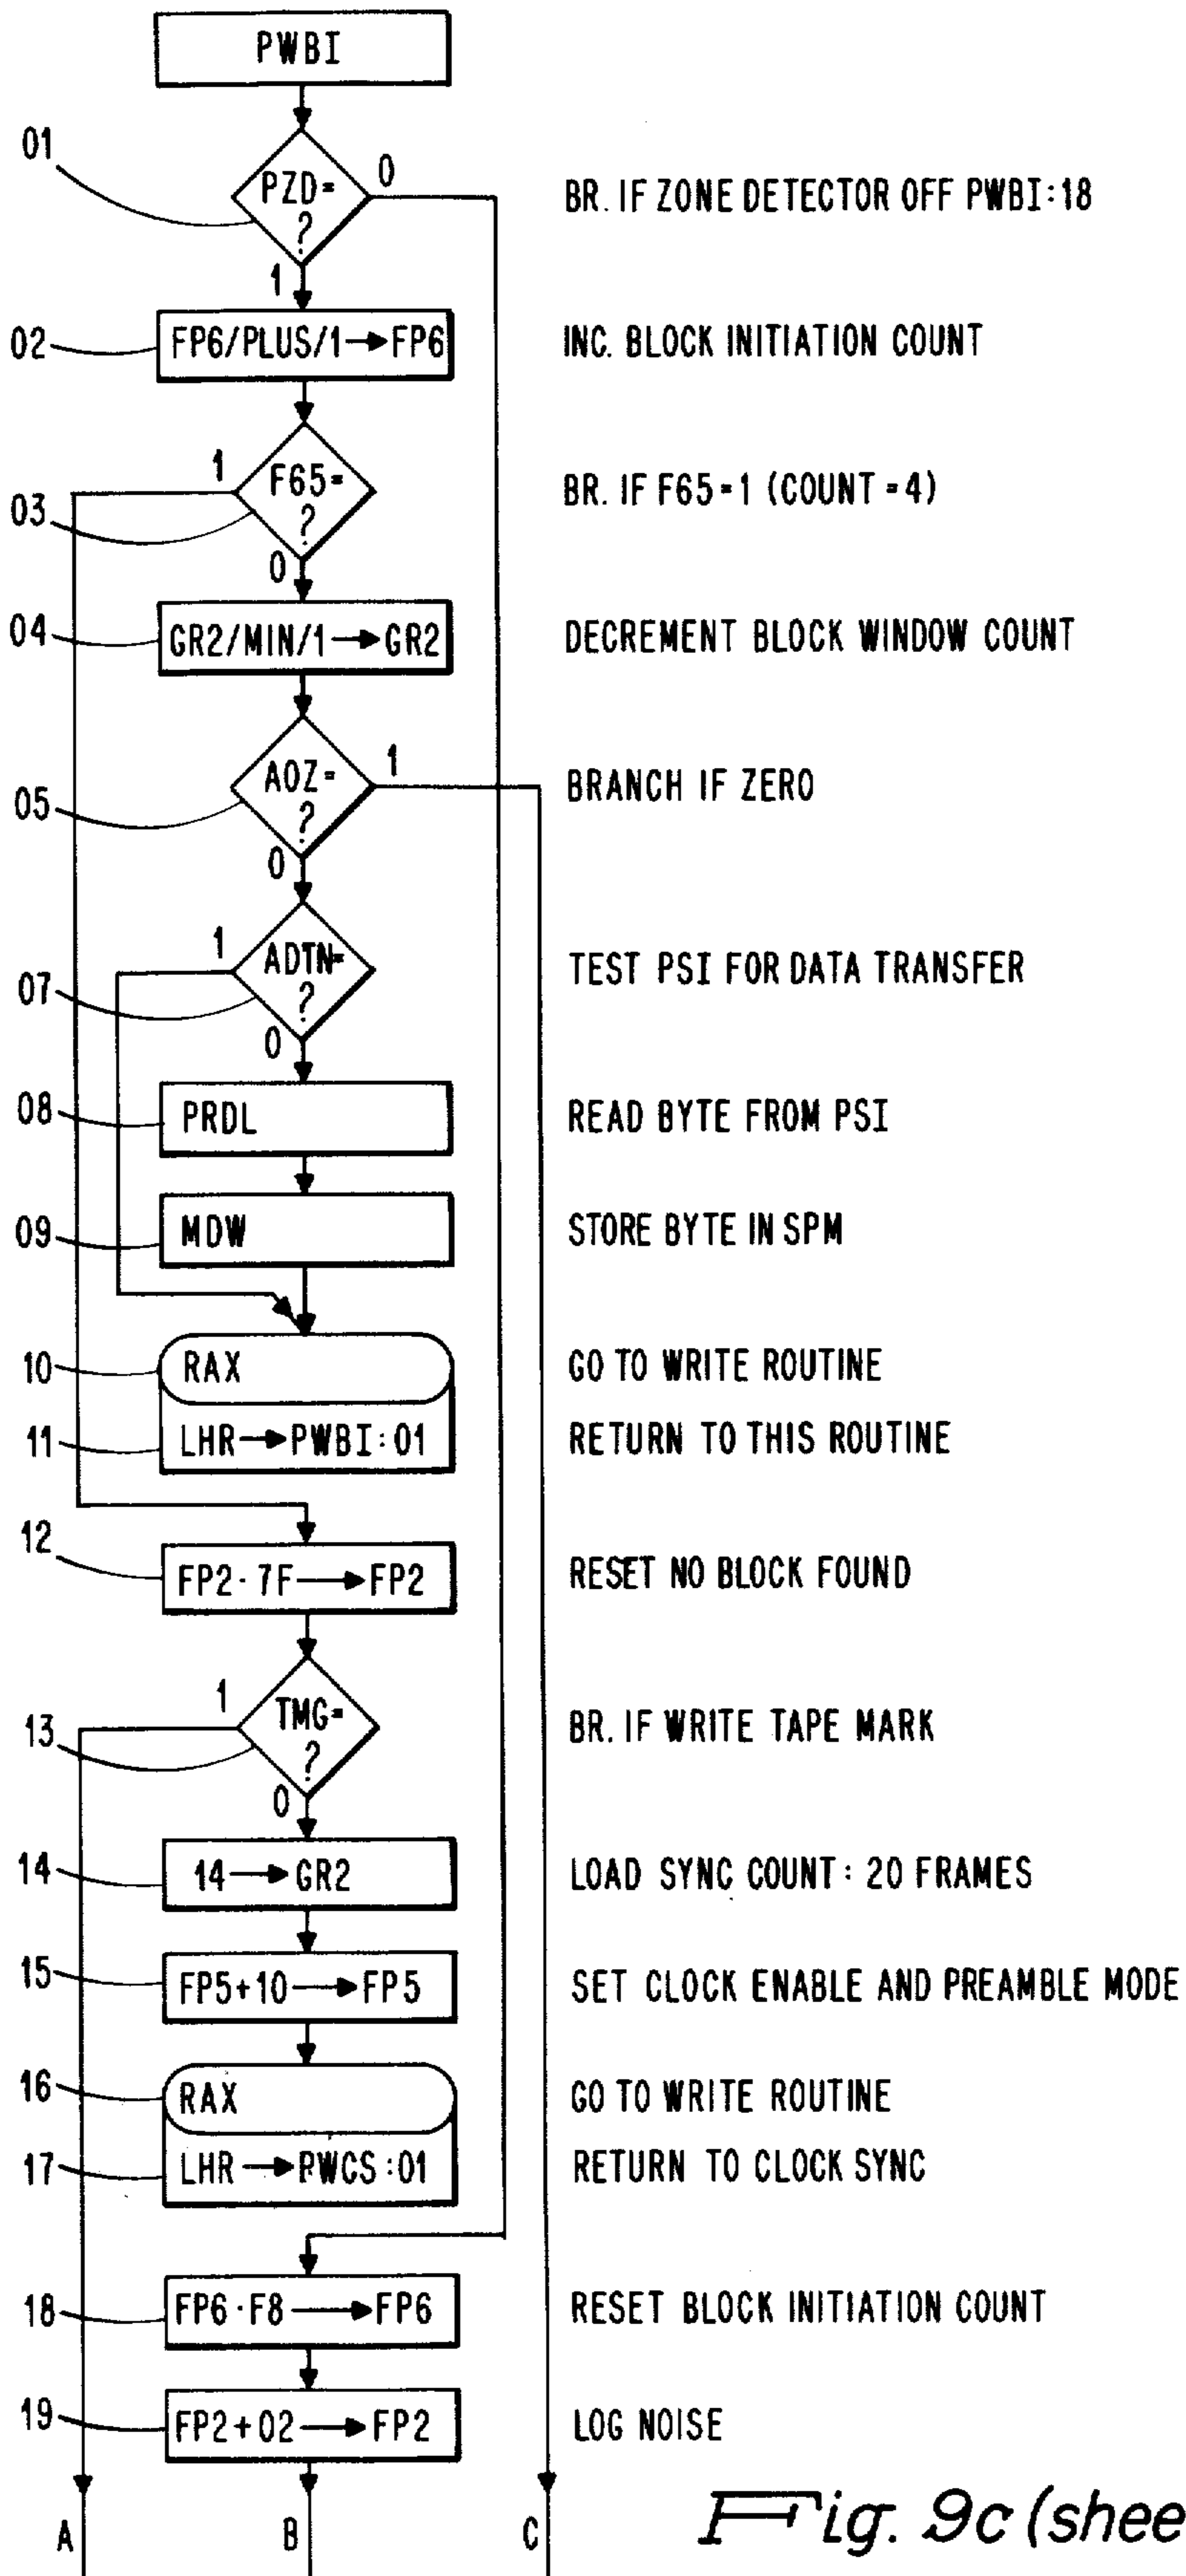 PWBI
01
PZD=
?
0
1
BR. IF ZONE DETECTOR OFF PWBI:18
02
FP6/PLUS/1→FP6
INC. BLOCK INITIATION COUNT
03
1
F65=
?
0
BR. IF F65=1 (COUNT=4)
04
GR2/MIN/1→GR2
DECREMENT BLOCK WINDOW COUNT
05
AOZ=
?
1
0
BRANCH IF ZERO
07
1
ADTN=
?
0
TEST PSI FOR DATA TRANSFER
08
PRDL
READ BYTE FROM PSI
09
MDW
STORE BYTE IN SPM
10
RAX
GO TO WRITE ROUTINE
11
LHR→PWBI:01
RETURN TO THIS ROUTINE
12
FP2·7F→FP2
RESET NO BLOCK FOUND
13
1
TMG=
?
0
BR. IF WRITE TAPE MARK
14
14→GR2
LOAD SYNC COUNT: 20 FRAMES
15
FP5+10→FP5
SET CLOCK ENABLE AND PREAMBLE MODE
16
RAX
GO TO WRITE ROUTINE
17
LHR→PWCS:01
RETURN TO CLOCK SYNC
18
FP6·F8→FP6
RESET BLOCK INITIATION COUNT
19
FP2+02→FP2
LOG NOISE
A
B
C
Fig. 9c (shee